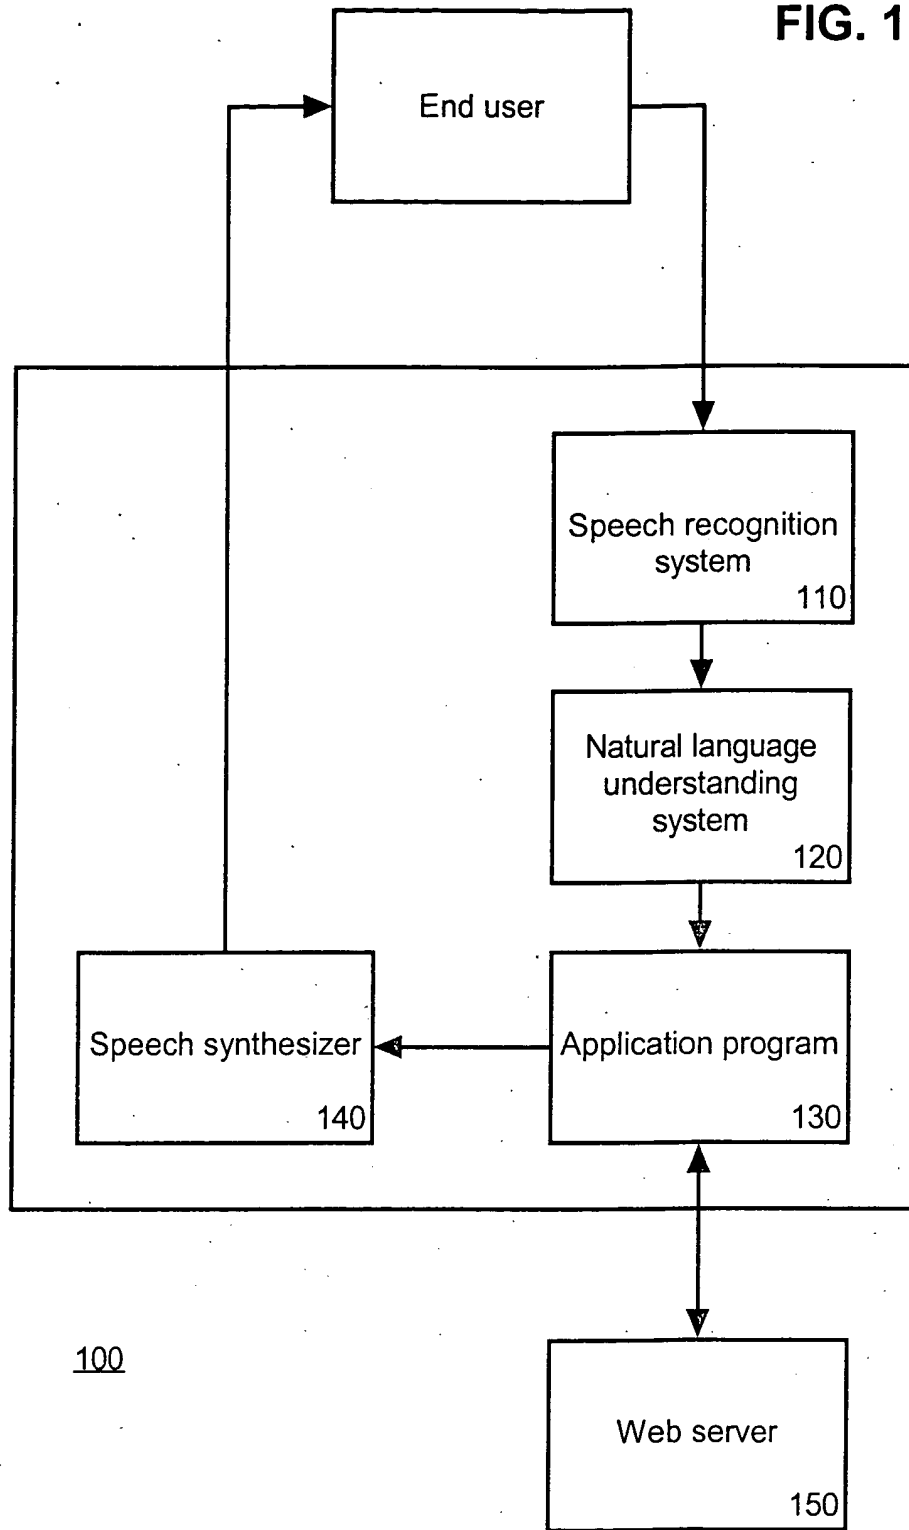 FIG. 1
End user
Speech recognition
system
110
Natural language
understanding
system
120
Speech synthesizer
140
Application program
130
100
Web server
150